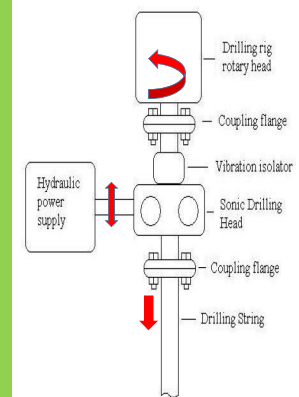 Drilling rig
rotary head
Coupling flange
Vibration isolator
Hydraulic
power
supply
Sonic Drilling
Head
Coupling flange
Drilling String